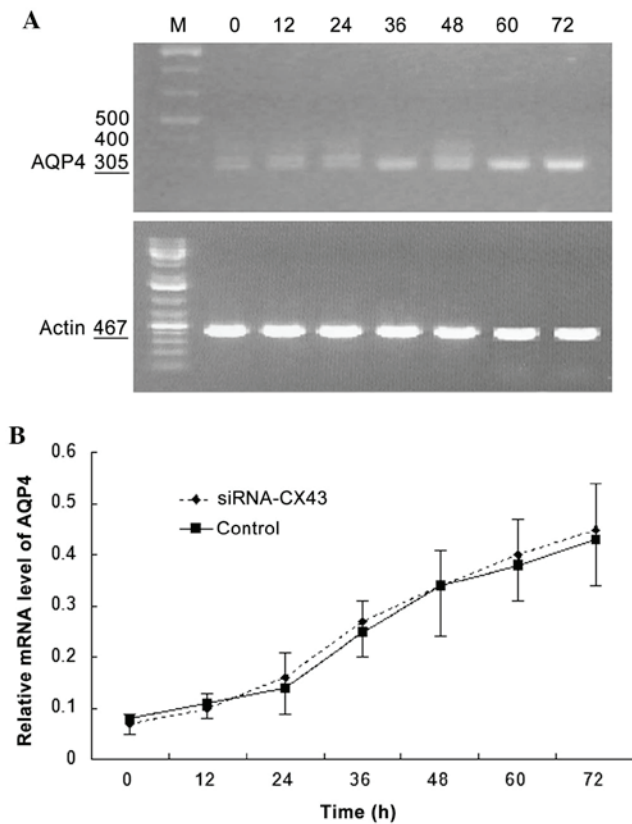 A
M 0 12 24 36 48 60 72
500
400
AQP4 305
Actin 467
B
0.6
0.5
0.4
0.3
0.2
0.1
0
Relative mRNA level of AQP4
siRNA-CX43
Control
0 12 24 36 48 60 72
Time (h)